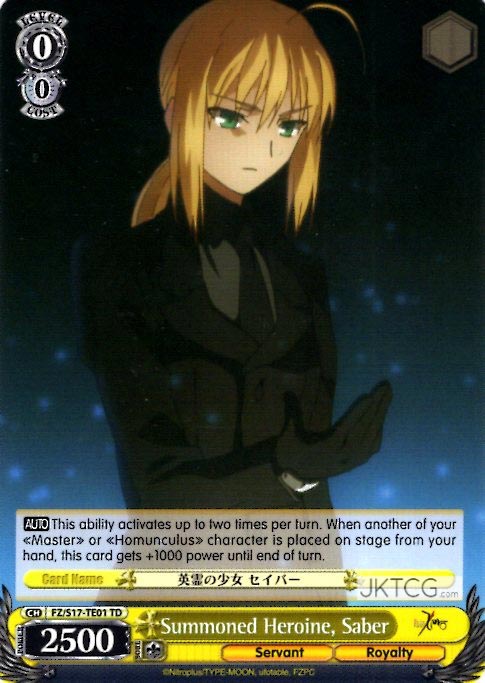 LEVEL
0
0
COST
AUTO This ability activates up to two times per turn. When another of your
«Master» or «Homunculus» character is placed on stage from your
hand, this card gets +1000 power until end of turn.
Card Name 英霊の少女 セイバー
JKTCG.com
CH FZ/S17-TE01 TD
POWER 2500 SOUL
Summoned Heroine, Saber
Servant Royalty
©Nitroplus/TYPE-MOON, ufotable, FZPC